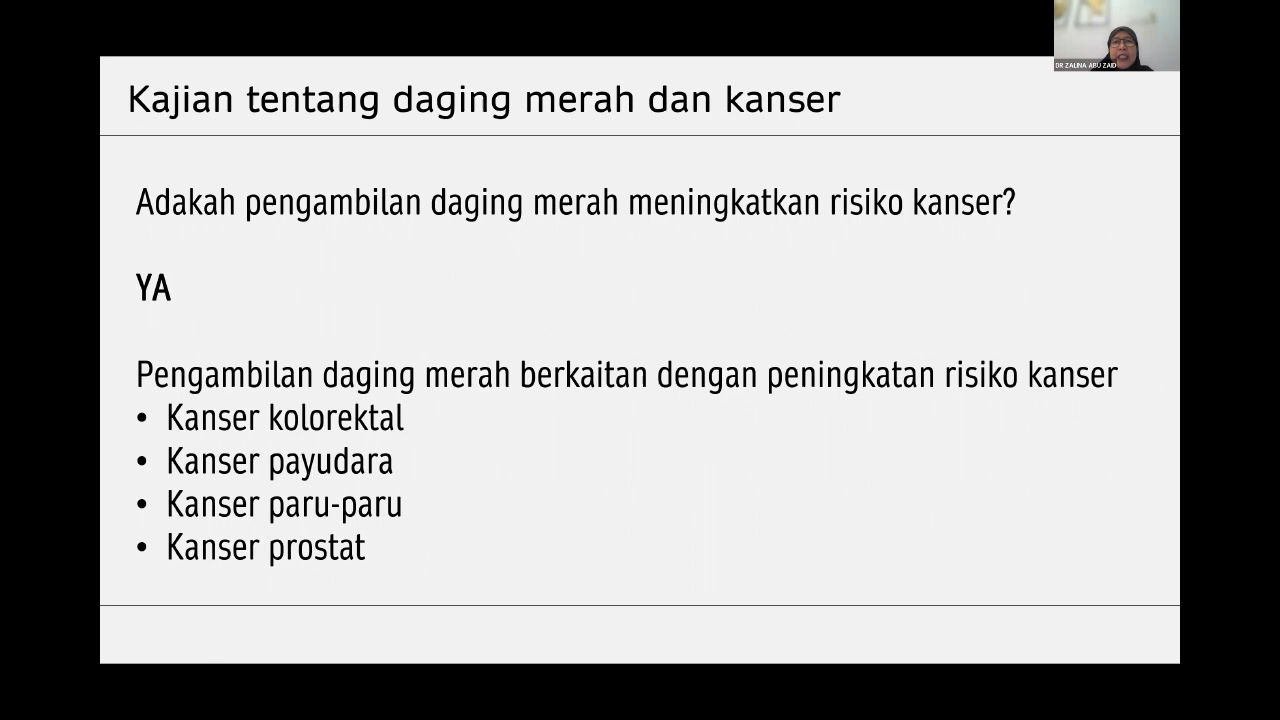 DR ZALINA ABU ZAID
Kajian tentang daging merah dan kanser
Adakah pengambilan daging merah meningkatkan risiko kanser?
YA
Pengambilan daging merah berkaitan dengan peningkatan risiko kanser
• Kanser kolorektal
• Kanser payudara
• Kanser paru-paru
• Kanser prostat